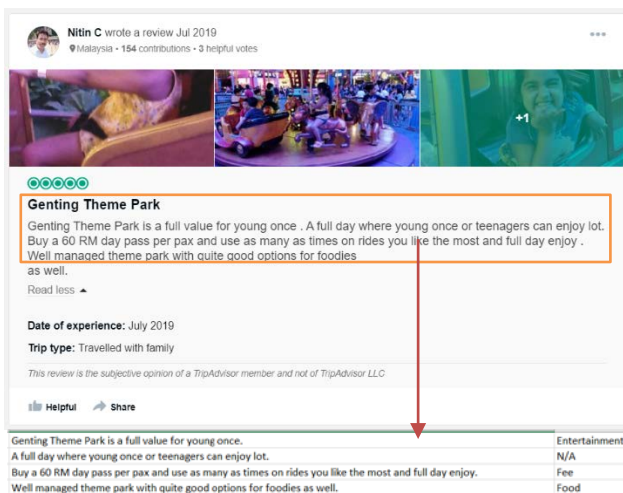 Nitin C wrote a review Jul 2019
Malaysia • 154 contributions • 3 helpful votes
+1
Genting Theme Park
Genting Theme Park is a full value for young once . A full day where young once or teenagers can enjoy lot.
Buy a 60 RM day pass per pax and use as many as times on rides you like the most and full day enjoy .
Well managed theme park with quite good options for foodies
as well.
Read less
Date of experience: July 2019
Trip type: Travelled with family
This review is the subjective opinion of a TripAdvisor member and not of TripAdvisor LLC
Helpful Share
Genting Theme Park is a full value for young once. Entertainment
A full day where young once or teenagers can enjoy lot. N/A
Buy a 60 RM day pass per pax and use as many as times on rides you like the most and full day enjoy. Fee
Well managed theme park with quite good options for foodies as well. Food